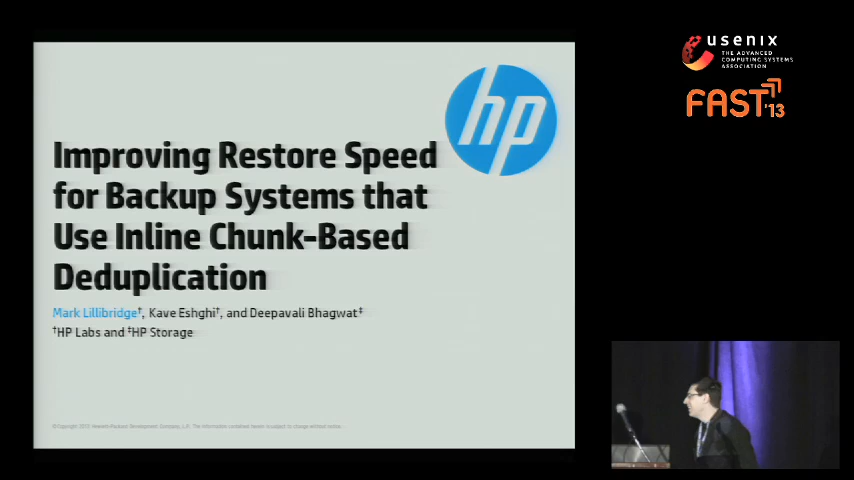 usenix
THE ADVANCED
COMPUTING SYSTEMS
ASSOCIATION
FAST'13
hp
Improving Restore Speed
for Backup Systems that
Use Inline Chunk-Based
Deduplication
Mark Lillibridge†, Kave Eshghi†, and Deepavali Bhagwat‡
†HP Labs and ‡HP Storage